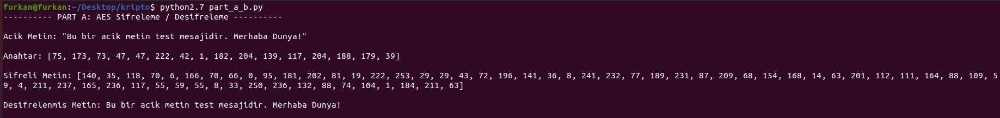 furkan@furkan:~/Desktop/kripto$ python2.7 part_a_b.py
---------- PART A: AES Sifreleme / Desifreleme ----------
Acik Metin: "Bu bir acik metin test mesajidir. Merhaba Dunya!"
Anahtar: [75, 173, 73, 47, 47, 222, 42, 1, 182, 204, 139, 117, 204, 188, 179, 39]
Sifreli Metin: [140, 35, 118, 70, 6, 166, 70, 66, 0, 95, 181, 202, 81, 19, 222, 253, 29, 29, 43, 72, 196, 141, 36, 8, 241, 232, 77, 189, 231, 87, 209, 68, 154, 168, 14, 63, 201, 112, 111, 164, 88, 109, 5
9, 4, 211, 237, 165, 236, 117, 55, 59, 55, 8, 33, 250, 236, 132, 88, 74, 104, 1, 184, 211, 63]
Desifrelenmis Metin: Bu bir acik metin test mesajidir. Merhaba Dunya!